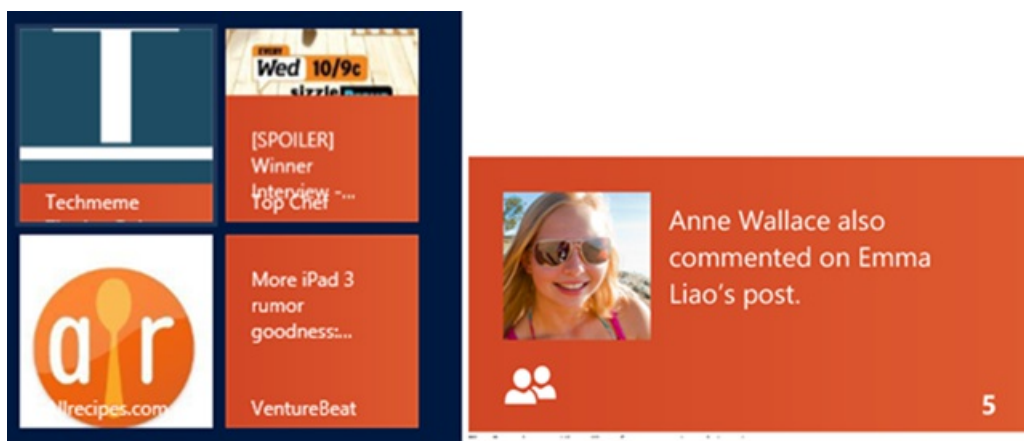 Techmeme
EVERY
Wed 10/9c
sizzle
[SPOILER]
Winner
Interview -...
Top Chef
ar
allrecipes.com
More iPad 3
rumor
goodness:...
VentureBeat
Anne Wallace also
commented on Emma
Liao's post.
5